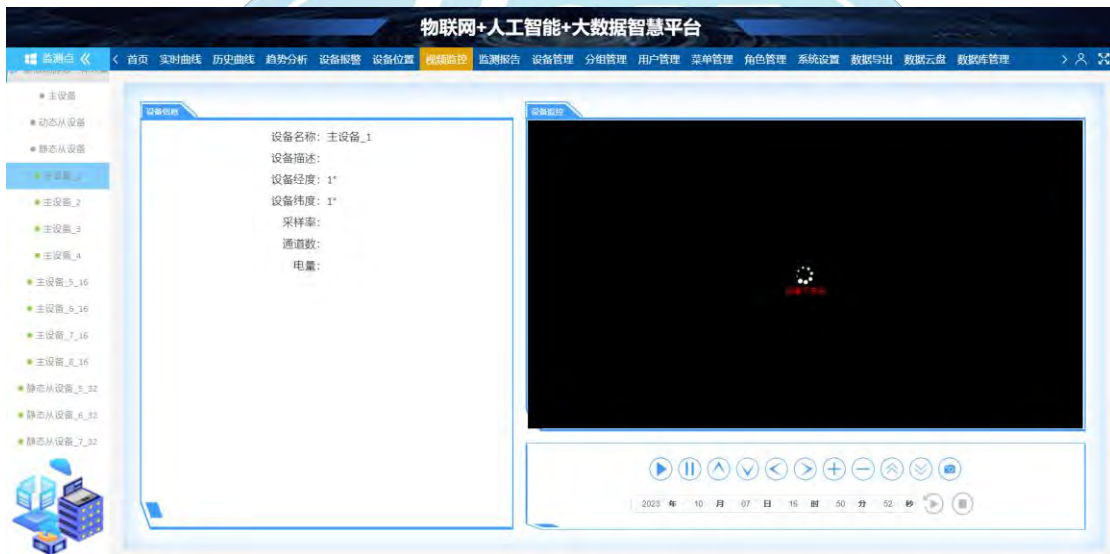 物联网+人工智能+大数据智慧平台
监测点 首页 实时曲线 历史曲线 趋势分析 设备报警 设备位置 视频监控 监测报告 设备管理 分组管理 用户管理 菜单管理 角色管理 系统设置 数据导出 数据云盘 数据库管理
主设备
动态从设备
静态从设备
主设备_1
主设备_2
主设备_3
主设备_4
主设备_5_16
主设备_6_16
主设备_7_16
主设备_8_16
静态从设备_5_32
静态从设备_6_32
静态从设备_7_32
设备信息
设备名称：主设备_1
设备描述：
设备经度：1°
设备纬度：1°
采样率：
通道数：
电量：
设备监控
2023 年 10 月 07 日 16 时 50 分 52 秒